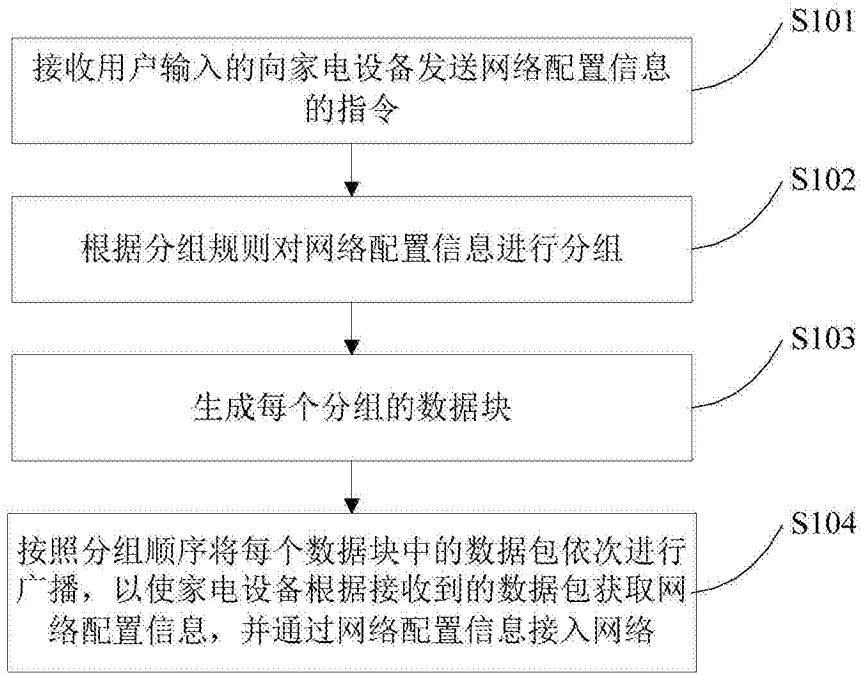 S101
接收用户输入的向家电设备发送网络配置信息
的指令
S102
根据分组规则对网络配置信息进行分组
S103
生成每个分组的数据块
S104
按照分组顺序将每个数据块中的数据包依次进行
广播，以使家电设备根据接收到的数据包获取网
络配置信息，并通过网络配置信息接入网络